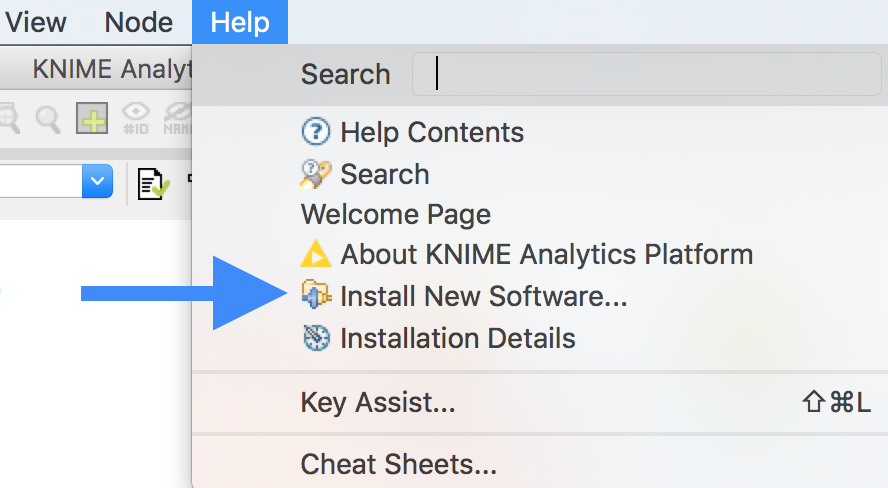 View Node Help
KNIME Analyt
Search
#ID
NAME
Help Contents
Search
Welcome Page
About KNIME Analytics Platform
Install New Software...
Installation Details
Key Assist... ⇧⌘L
Cheat Sheets...